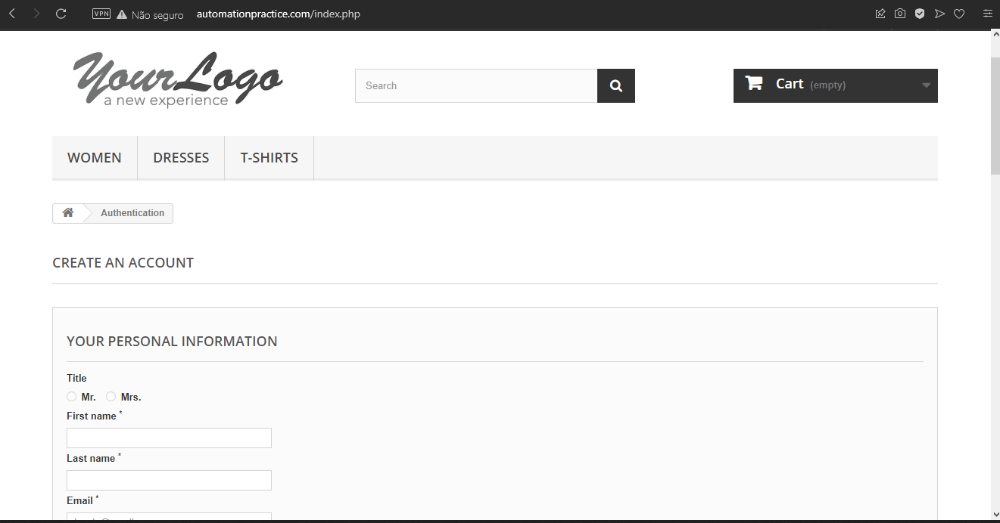 VPN Não seguro automationpractice.com/index.php
YourLogo
a new experience
Search
Cart (empty)
WOMEN DRESSES T-SHIRTS
Authentication
CREATE AN ACCOUNT
YOUR PERSONAL INFORMATION
Title
Mr. Mrs.
First name *
Last name *
Email *